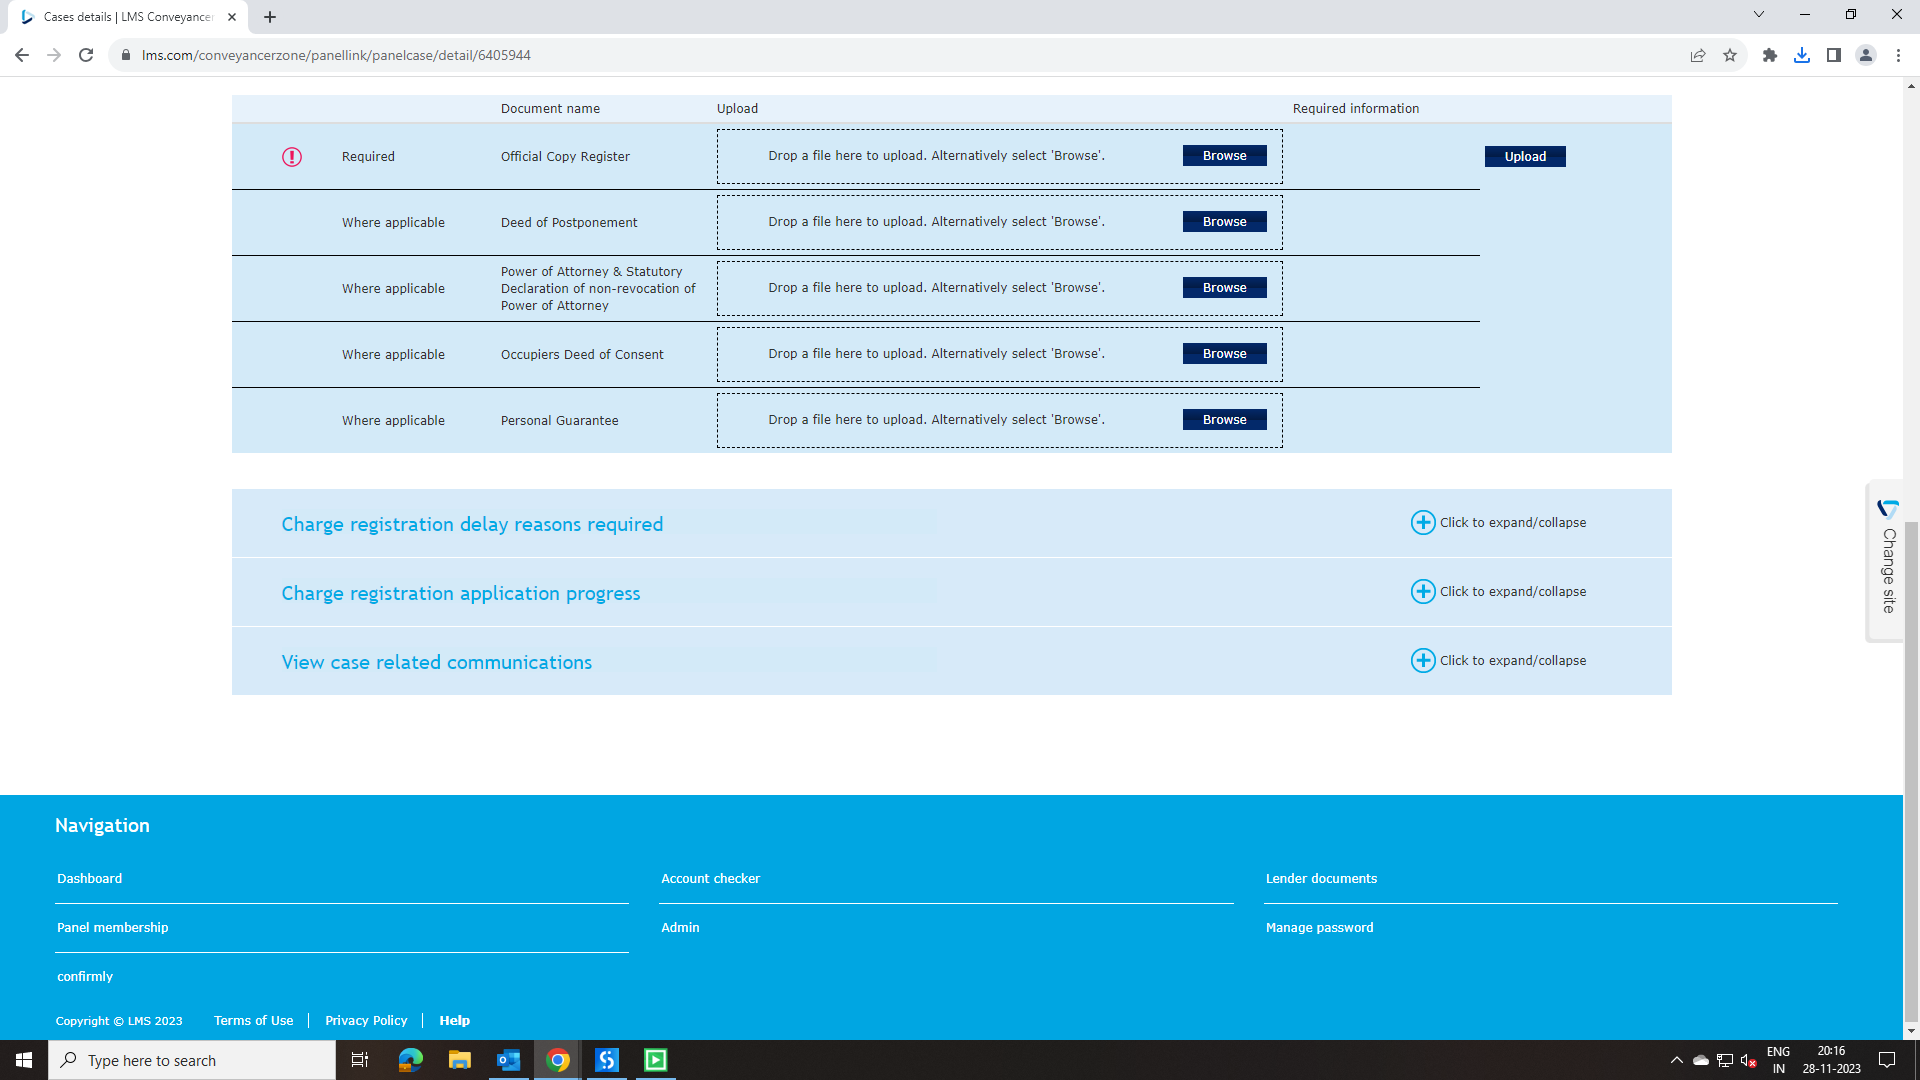 Cases details | LMS Conveyancer
lms.com/conveyancerzone/panellink/panelcase/detail/6405944
Document name Upload Required information
Required Official Copy Register Drop a file here to upload. Alternatively select 'Browse'. Browse Upload
Where applicable Deed of Postponement Drop a file here to upload. Alternatively select 'Browse'. Browse
Where applicable Power of Attorney & Statutory
Declaration of non-revocation of
Power of Attorney Drop a file here to upload. Alternatively select 'Browse'. Browse
Where applicable Occupiers Deed of Consent Drop a file here to upload. Alternatively select 'Browse'. Browse
Where applicable Personal Guarantee Drop a file here to upload. Alternatively select 'Browse'. Browse
Charge registration delay reasons required Click to expand/collapse
Charge registration application progress Click to expand/collapse
View case related communications Click to expand/collapse
Change site
Navigation
Dashboard Account checker Lender documents
Panel membership Admin Manage password
confirmly
Copyright © LMS 2023 Terms of Use Privacy Policy Help
Type here to search
ENG
IN
20:16
28-11-2023